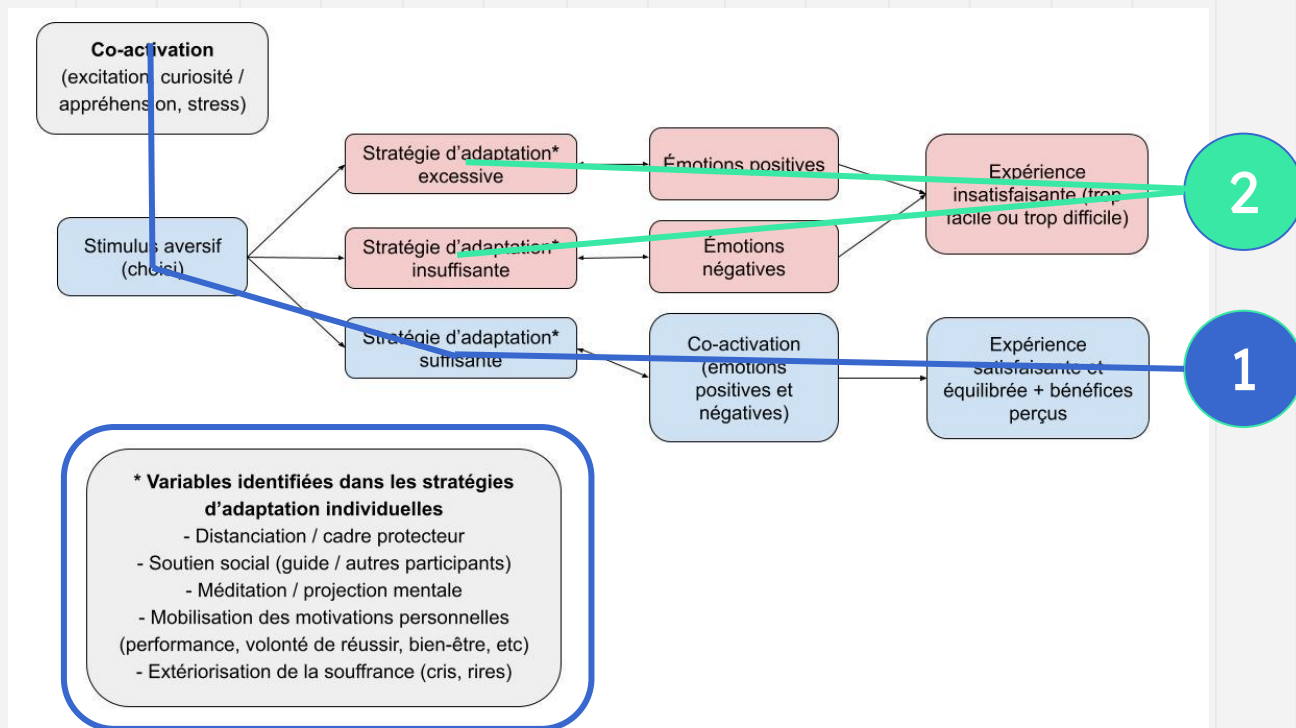 Co-activation
(excitation, curiosité /
appréhension, stress)
Stimulus aversif
(choisi)
Stratégie d'adaptation*
excessive
Émotions positives
Expérience
insatisfaisante (trop
facile ou trop difficile)
2
Stratégie d'adaptation*
insuffisante
Émotions
négatives
Stratégie d'adaptation*
suffisante
Co-activation
(émotions
positives et
négatives)
Expérience
satisfaisante et
équilibrée + bénéfices
perçus
1
* Variables identifiées dans les stratégies
d'adaptation individuelles
- Distanciation / cadre protecteur
- Soutien social (guide / autres participants)
- Méditation / projection mentale
- Mobilisation des motivations personnelles
(performance, volonté de réussir, bien-être, etc)
- Extériorisation de la souffrance (cris, rires)